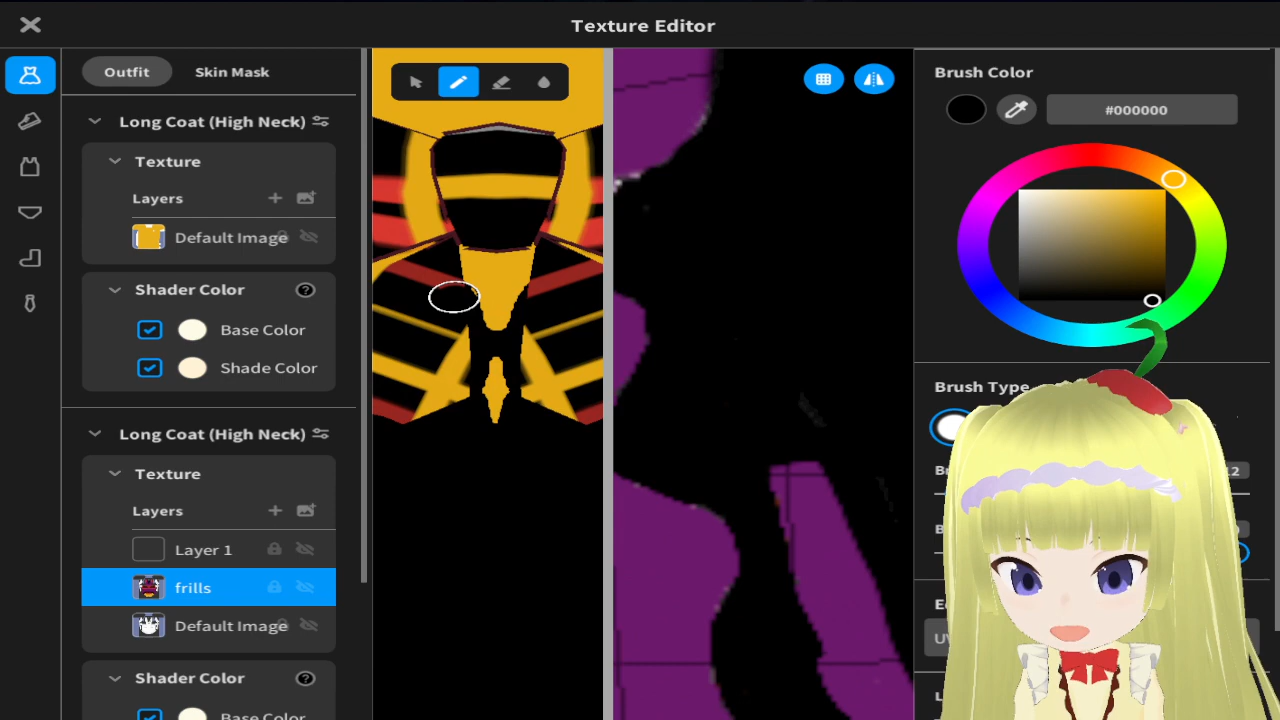 Texture Editor
Outfit
Skin Mask
Long Coat (High Neck)
Texture
Layers
Default Image
Shader Color
Base Color
Shade Color
Long Coat (High Neck)
Texture
Layers
Layer 1
frills
Default Image
Shader Color
Base Color
Brush Color
#000000
Brush Type
12